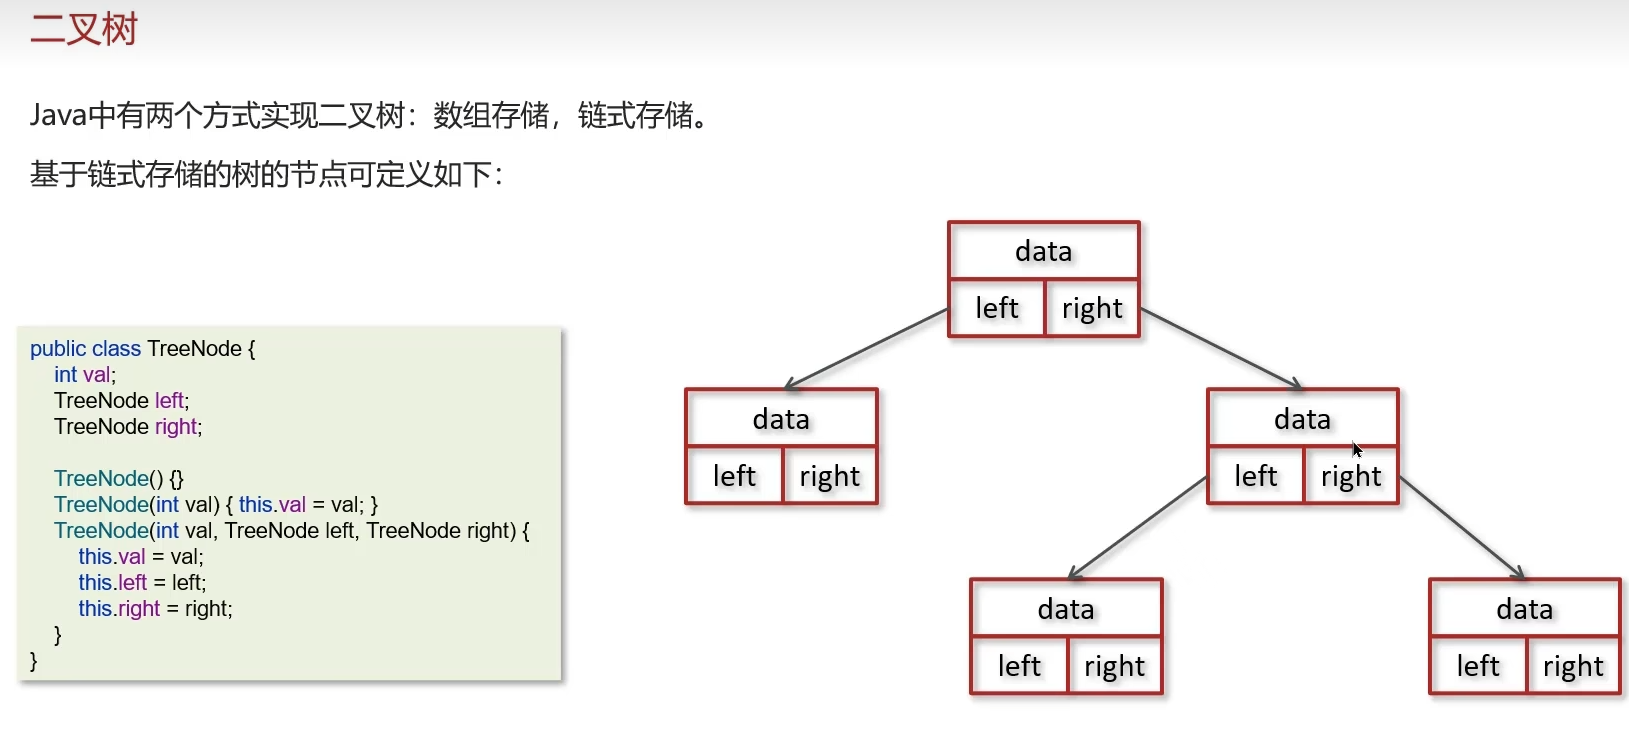 二叉树
Java中有两个方式实现二叉树：数组存储，链式存储。
基于链式存储的树的节点可定义如下：
public class TreeNode {
int val;
TreeNode left;
TreeNode right;
TreeNode() {}
TreeNode(int val) { this.val = val; }
TreeNode(int val, TreeNode left, TreeNode right) {
this.val = val;
this.left = left;
this.right = right;
}
}
data
left right
data
left right
data
left right
data
left right
data
left right